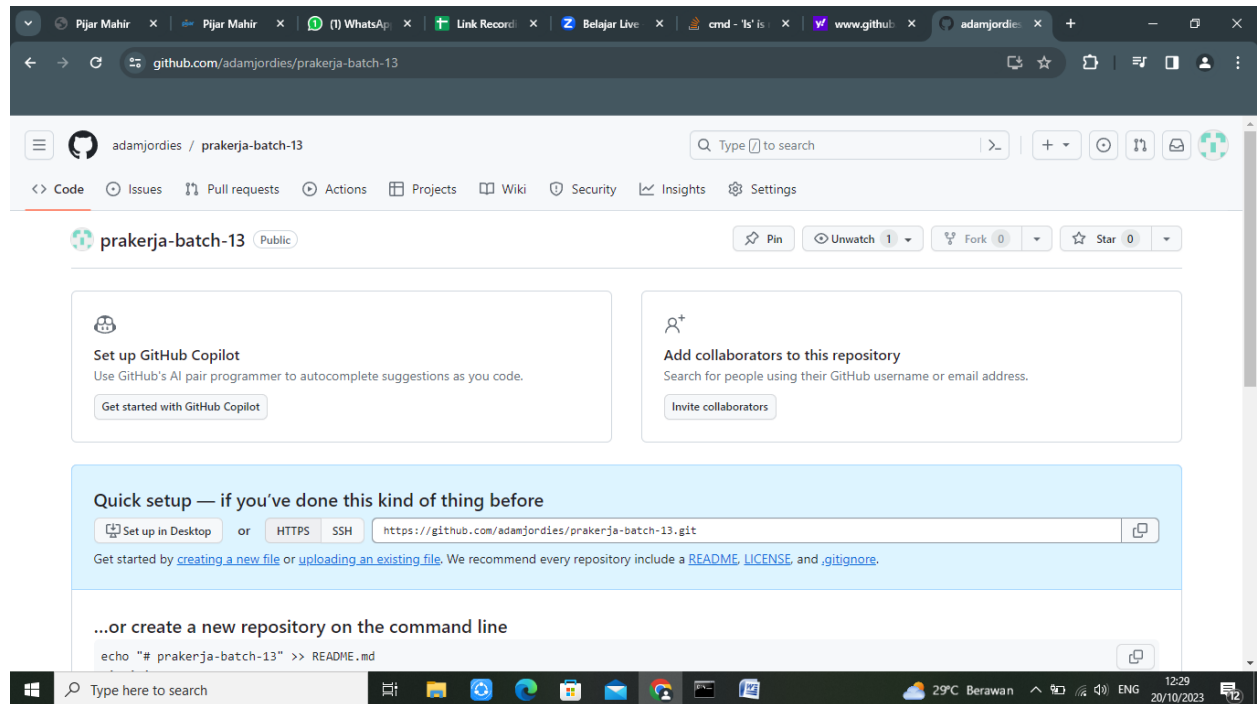 Pijar Mahir
Pijar Mahir
(1) WhatsAp
Link Recordi
Belajar Live
cmd - 'ls' is
www.github
adamjordies
github.com/adamjordies/prakerja-batch-13
adamjordies / prakerja-batch-13
Type / to search
Code Issues Pull requests Actions Projects Wiki Security Insights Settings
prakerja-batch-13 Public
Pin Unwatch 1 Fork 0 Star 0
Set up GitHub Copilot
Use GitHub's AI pair programmer to autocomplete suggestions as you code.
Get started with GitHub Copilot
Add collaborators to this repository
Search for people using their GitHub username or email address.
Invite collaborators
Quick setup — if you've done this kind of thing before
Set up in Desktop or HTTPS SSH https://github.com/adamjordies/prakerja-batch-13.git
Get started by creating a new file or uploading an existing file. We recommend every repository include a README, LICENSE, and .gitignore.
...or create a new repository on the command line
echo "# prakerja-batch-13" >> README.md
Type here to search
29°C Berawan
ENG
12:29
20/10/2023
12